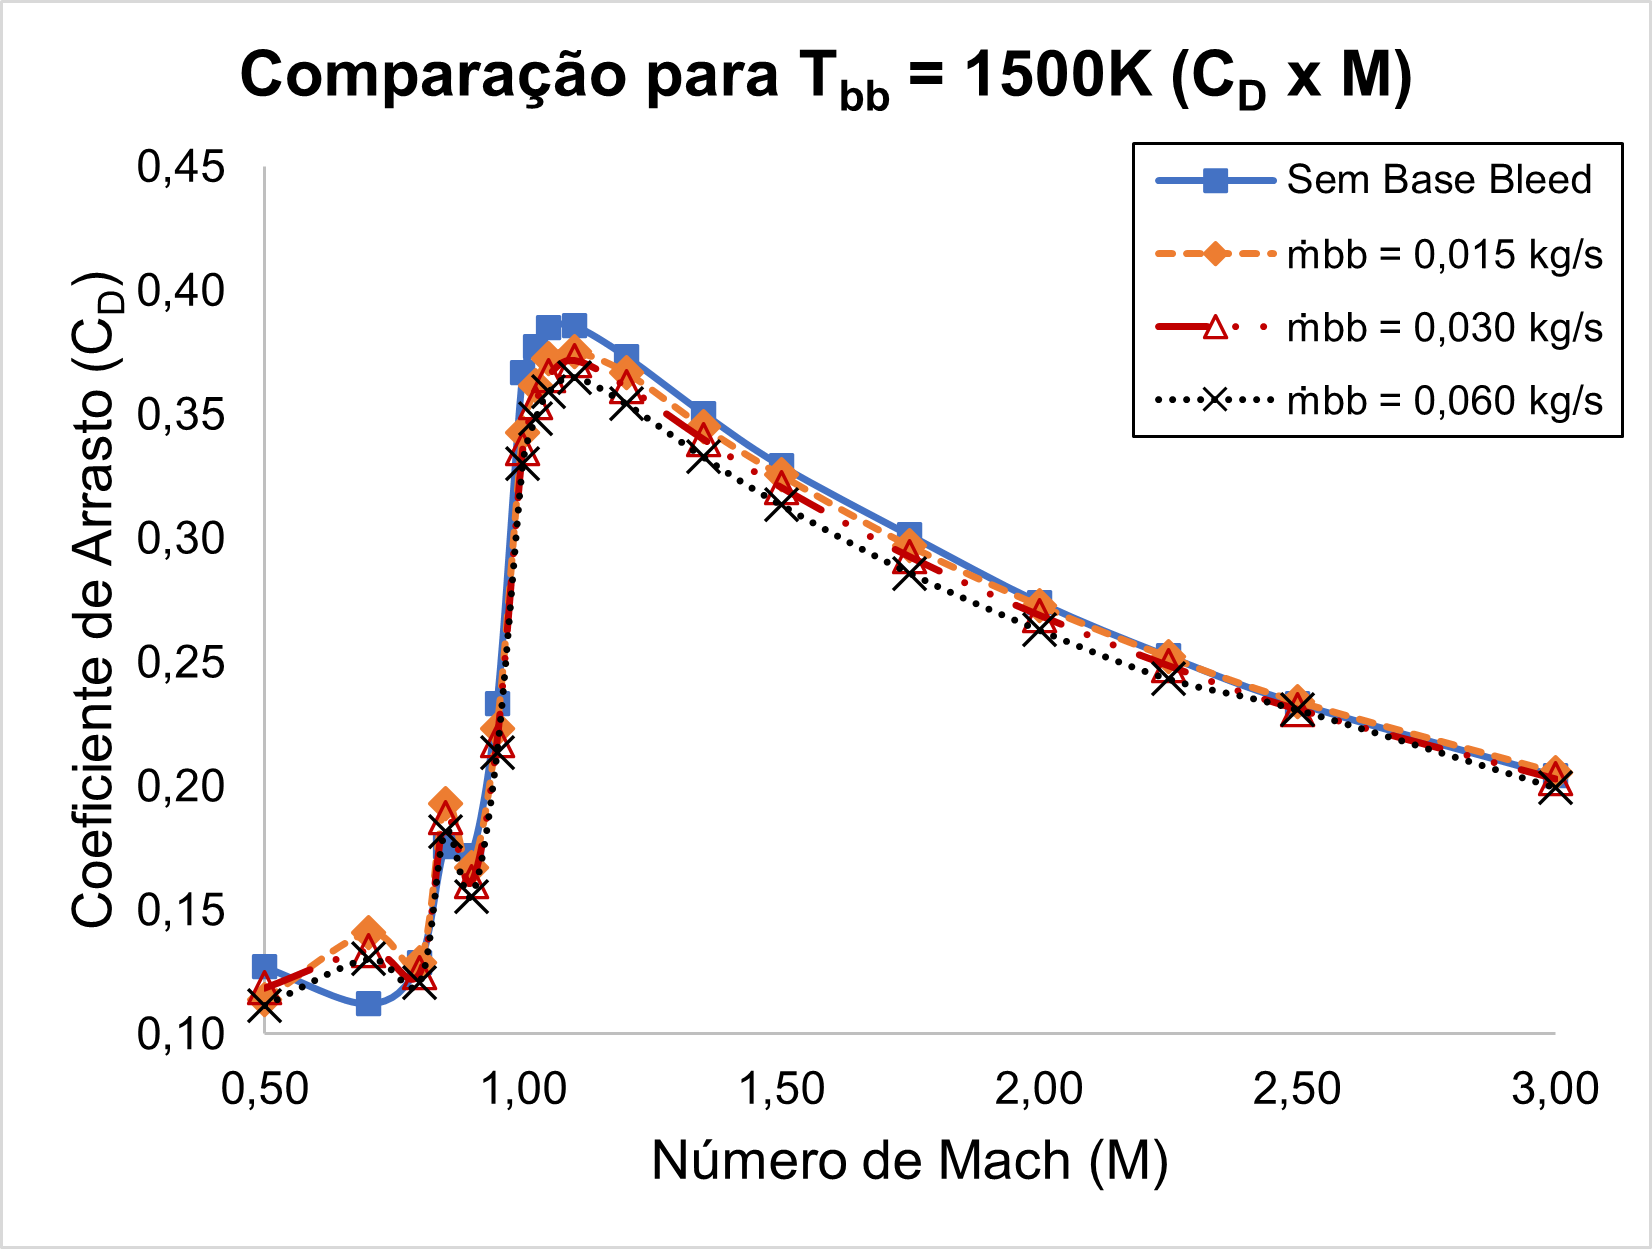 Comparação para Tbb = 1500K (CD x M)
Sem Base Bleed
ṁbb = 0,015 kg/s
ṁbb = 0,030 kg/s
ṁbb = 0,060 kg/s
Coeficiente de Arrasto (CD)
0,45
0,40
0,35
0,30
0,25
0,20
0,15
0,10
0,50 1,00 1,50 2,00 2,50 3,00
Número de Mach (M)